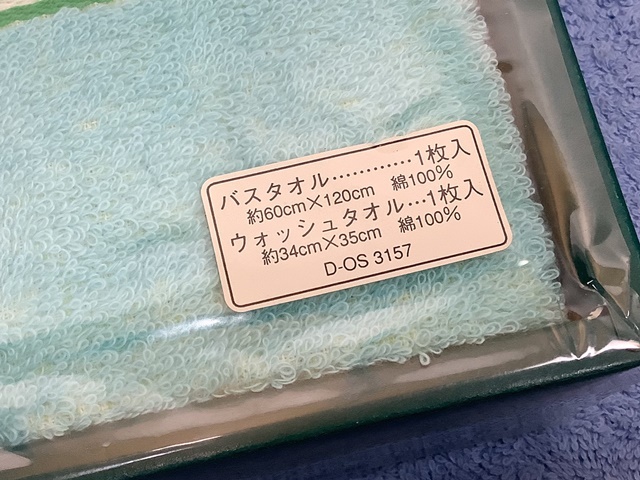 バスタオル…………1枚入
約60cm×120cm 綿100%
ウォッシュタオル…1枚入
約34cm×35cm 綿100%
D-OS 3157